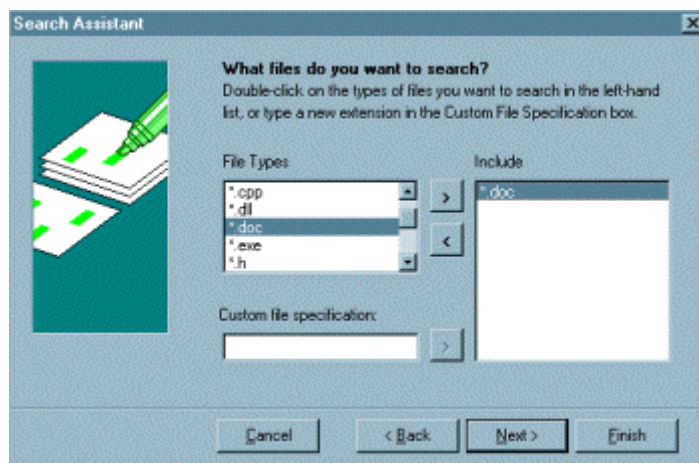 Search Assistant
What files do you want to search?
Double-click on the types of files you want to search in the left-hand
list, or type a new extension in the Custom File Specification box.
File Types
Include
*.cpp
*.dll
*.doc
*.exe
*.h
>
<
*.doc
Custom file specification:
>
Cancel
< Back
Next >
Finish